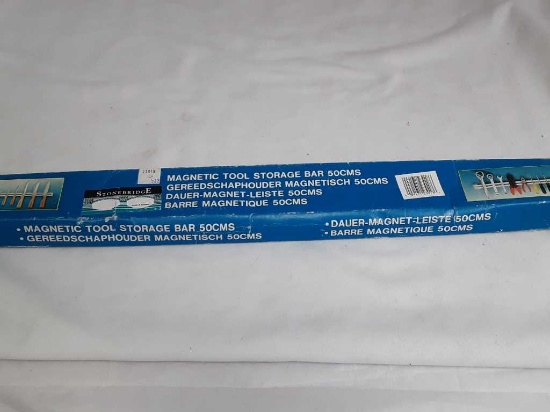 STONEBRIDGE
MAGNETIC TOOL STORAGE BAR 50CMS
GEREEDSCHAPHOUDER MAGNETISCH 50CMS
DAUER-MAGNET-LEISTE 50CMS
BARRE MAGNETIQUE 50CMS
• MAGNETIC TOOL STORAGE BAR 50CMS
• GEREEDSCHAPHOUDER MAGNETISCH 50CMS
• DAUER-MAGNET-LEISTE 50CMS
• BARRE MAGNETIQUE 50CMS